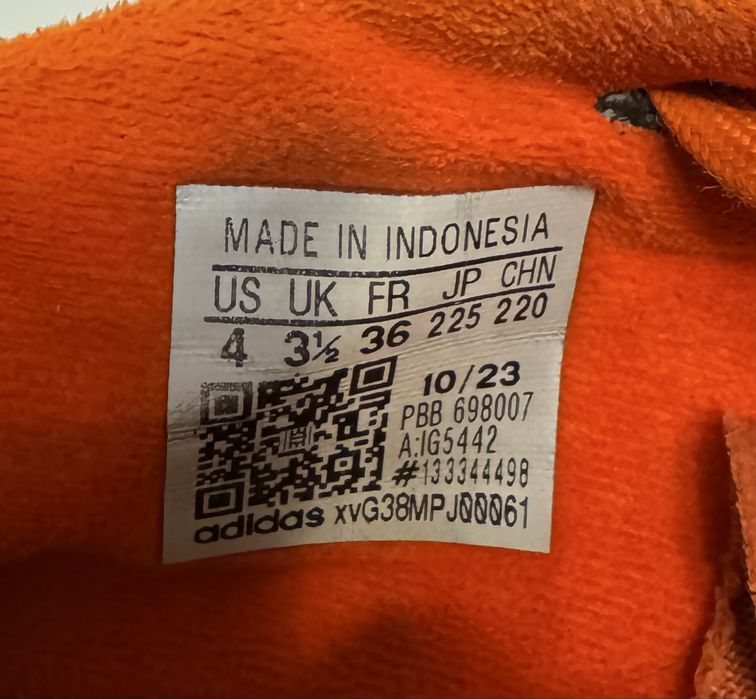 MADE IN INDONESIA
US UK FR JP CHN
4 3½ 36 225 220
10/23
PBB 698007
A:IG5442
#133344498
adidas xvG38MPJ00061